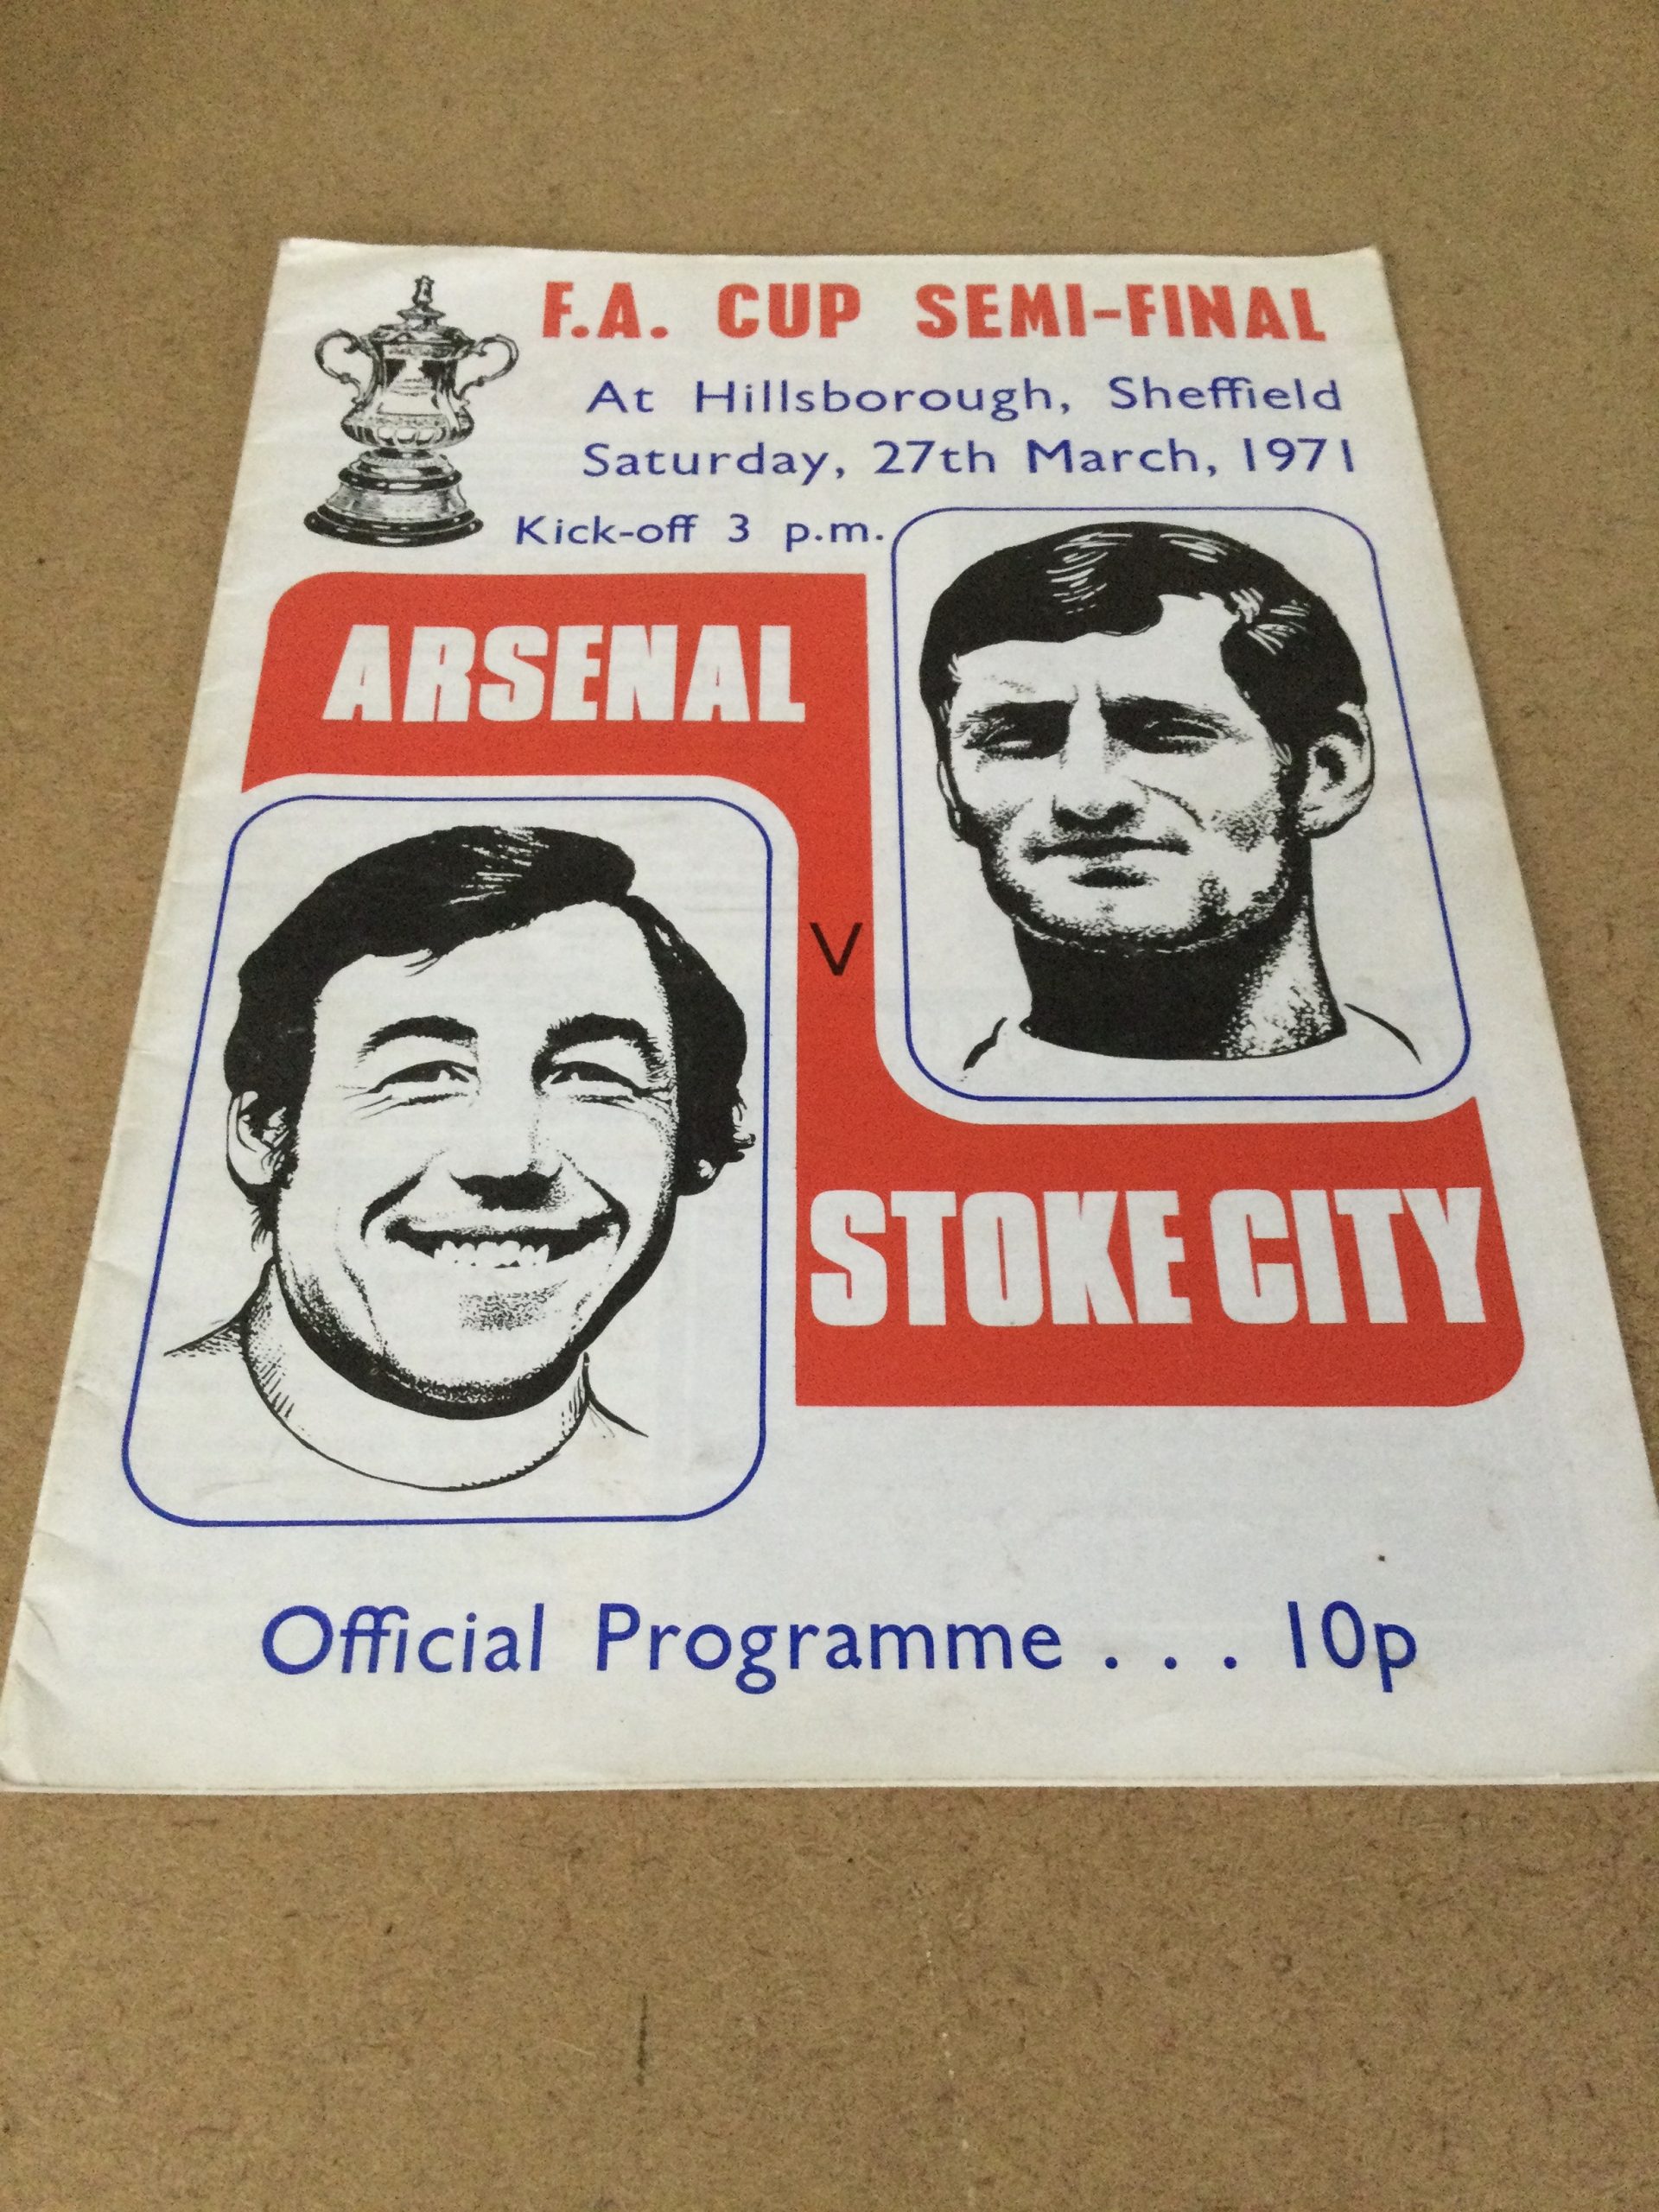 F.A. CUP SEMI-FINAL
At Hillsborough, Sheffield
Saturday, 27th March, 1971
Kick-off 3 p.m.
ARSENAL
V
STOKE CITY
Official Programme . . . 10p